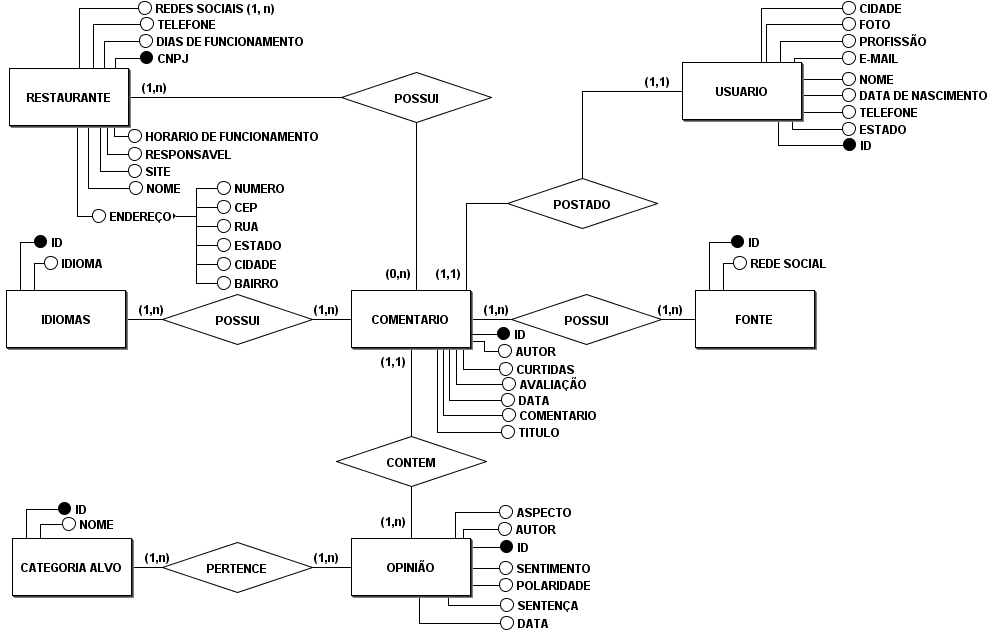 REDES SOCIAIS (1, n)
TELEFONE
DIAS DE FUNCIONAMENTO
CNPJ
RESTAURANTE
(1,n)
POSSUI
HORARIO DE FUNCIONAMENTO
RESPONSAVEL
SITE
NOME
ENDEREÇO
NUMERO
CEP
RUA
ESTADO
CIDADE
BAIRRO
CIDADE
FOTO
PROFISSÃO
E-MAIL
USUARIO
(1,1)
NOME
DATA DE NASCIMENTO
TELEFONE
ESTADO
ID
POSTADO
(0,n)
(1,1)
ID
IDIOMA
IDIOMAS
(1,n)
POSSUI
(1,n)
COMENTARIO
(1,n)
POSSUI
(1,n)
FONTE
ID
REDE SOCIAL
ID
AUTOR
CURTIDAS
AVALIAÇÃO
DATA
COMENTARIO
TITULO
(1,1)
CONTEM
(1,n)
ID
NOME
CATEGORIA ALVO
(1,n)
PERTENCE
(1,n)
OPINIÃO
ASPECTO
AUTOR
ID
SENTIMENTO
POLARIDADE
SENTENÇA
DATA